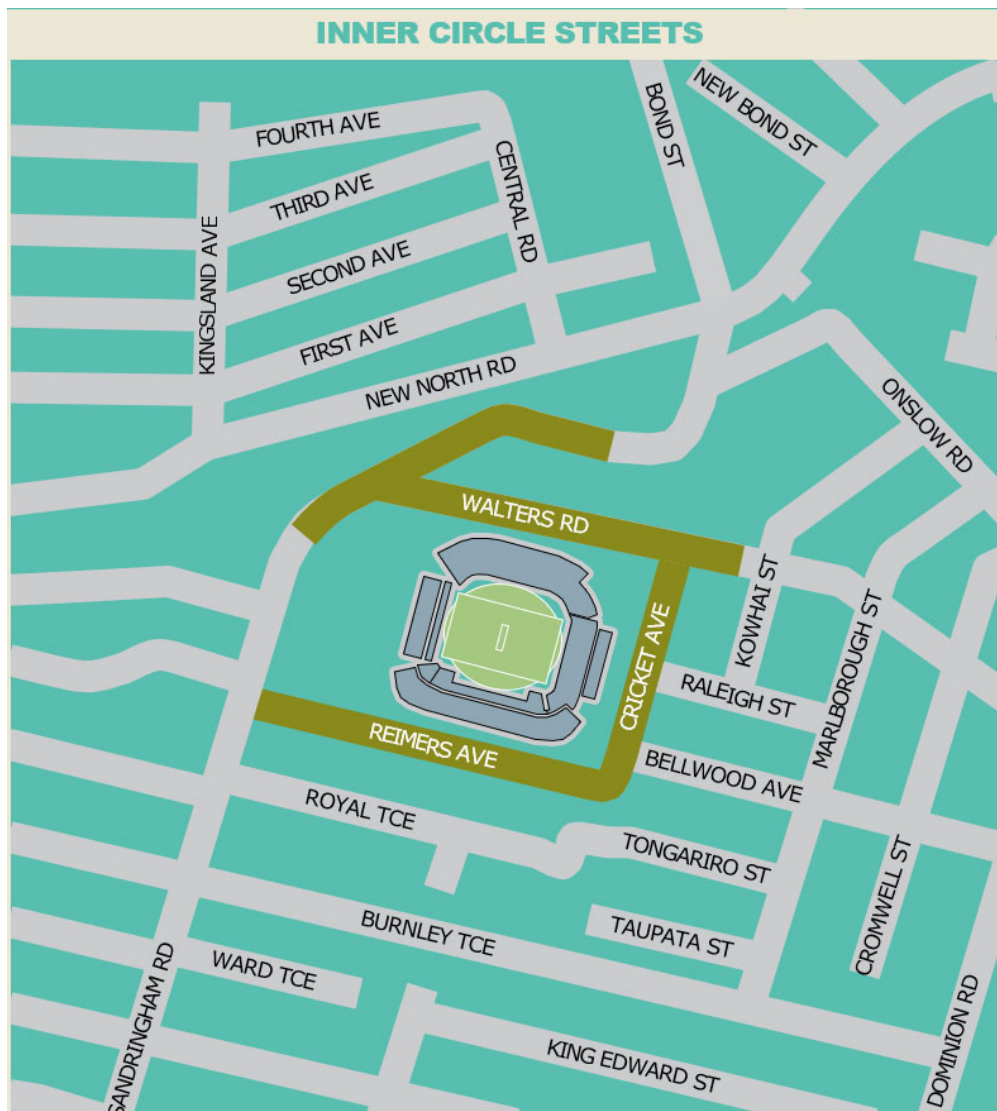 INNER CIRCLE STREETS
FOURTH AVE
THIRD AVE
SECOND AVE
FIRST AVE
KINGSLAND AVE
CENTRAL RD
BOND ST
NEW BOND ST
NEW NORTH RD
ONSLOW RD
WALTERS RD
KOWHAI ST
MARLBOROUGH ST
CRICKET AVE
RALEIGH ST
REIMERS AVE
BELLWOOD AVE
ROYAL TCE
TONGARIRO ST
CROMWELL ST
TAUPATA ST
BURNLEY TCE
WARD TCE
SANDRINGHAM RD
KING EDWARD ST
DOMINION RD